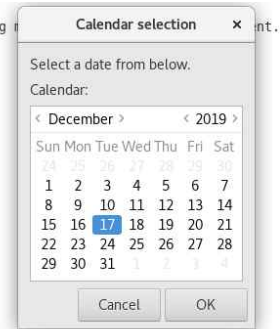 Calendar selection ×
Select a date from below.
Calendar:
‹ December › ‹ 2019 ›
Sun Mon Tue Wed Thu Fri Sat
24 25 26 27 28 29 30
1 2 3 4 5 6 7
8 9 10 11 12 13 14
15 16 17 18 19 20 21
22 23 24 25 26 27 28
29 30 31 1 2 3 4
Cancel OK